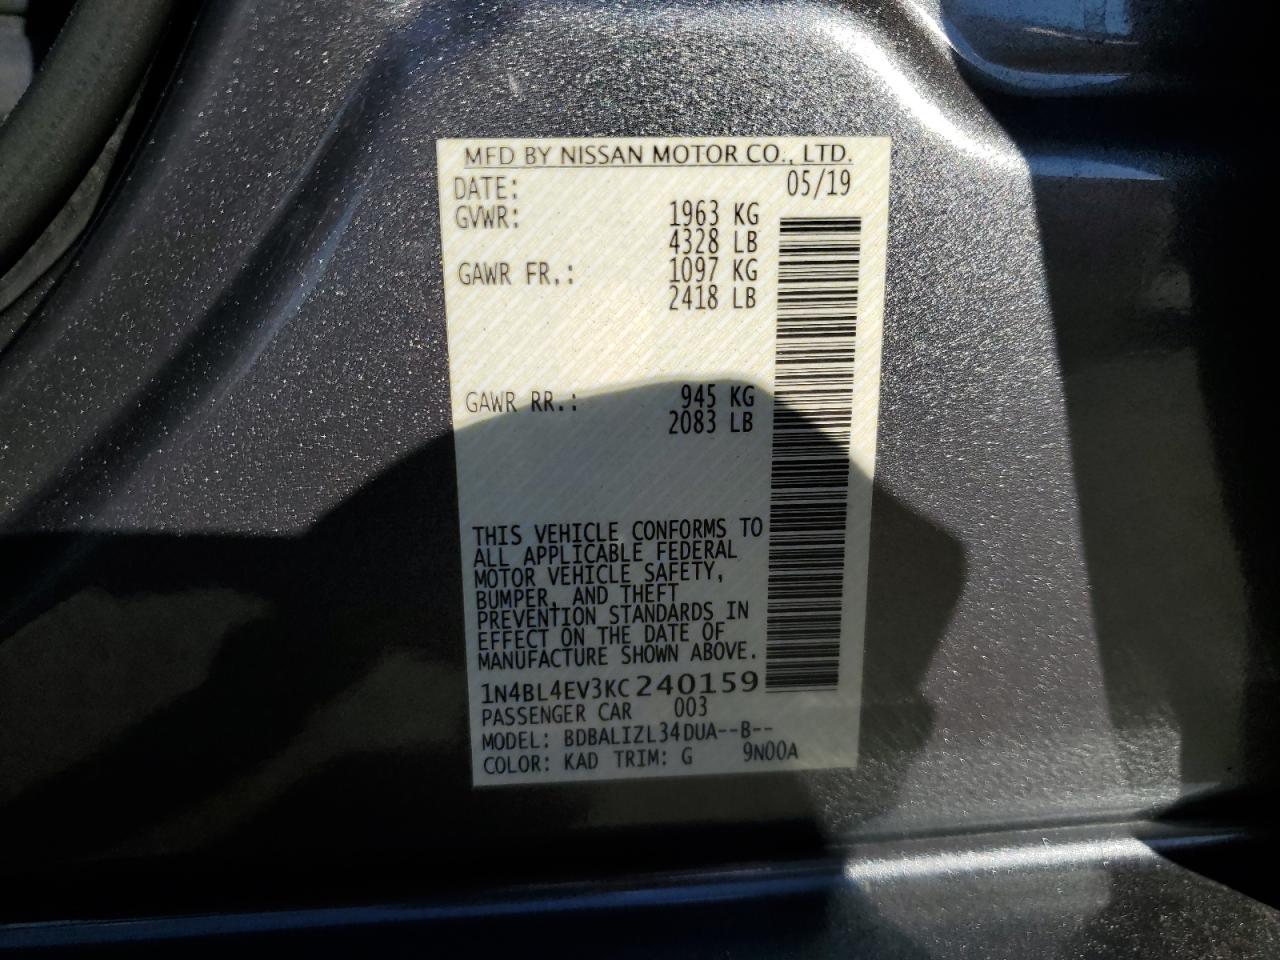 MFD BY NISSAN MOTOR CO., LTD.
DATE: 05/19
GVWR: 1963 KG
4328 LB
GAWR FR.: 1097 KG
2418 LB
GAWR RR.: 945 KG
2083 LB
THIS VEHICLE CONFORMS TO
ALL APPLICABLE FEDERAL
MOTOR VEHICLE SAFETY,
BUMPER, AND THEFT
PREVENTION STANDARDS IN
EFFECT ON THE DATE OF
MANUFACTURE SHOWN ABOVE.
1N4BL4EV3KC240159
PASSENGER CAR 003
MODEL: BDBALIZL34DUA--B--
COLOR: KAD TRIM: G 9N00A